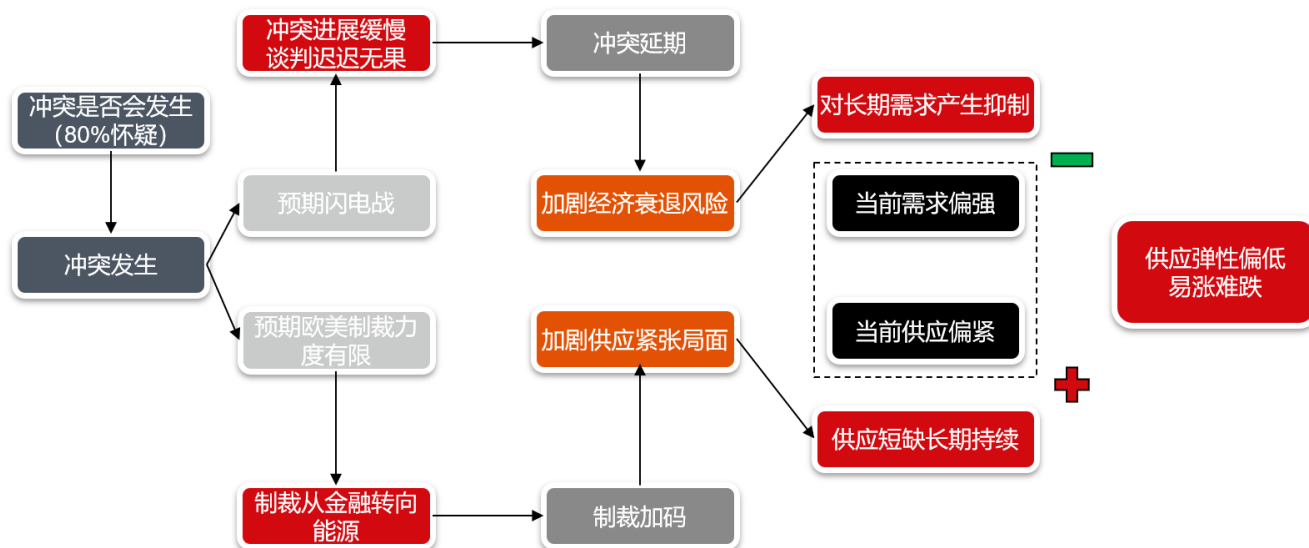 冲突进展缓慢
谈判迟迟无果
冲突延期
冲突是否会发生
（80%怀疑）
对长期需求产生抑制
预期闪电战
加剧经济衰退风险
当前需求偏强
冲突发生
供应弹性偏低
易涨难跌
预期欧美制裁力
度有限
加剧供应紧张局面
当前供应偏紧
供应短缺长期持续
制裁从金融转向
能源
制裁加码